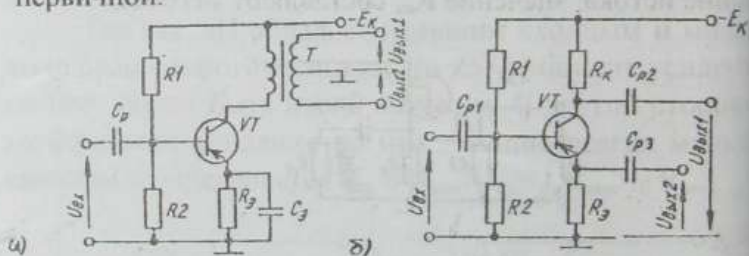 первичной.
-Eк
R1
Cр
VT
T
Uвых1
Uвых2
Uвх
R2
Rэ
Cэ
а)
-Eк
R1
Rк
Cр2
Cр1
VT
Cр3
Uвых1
Uвых2
Uвх
R2
Rэ
б)